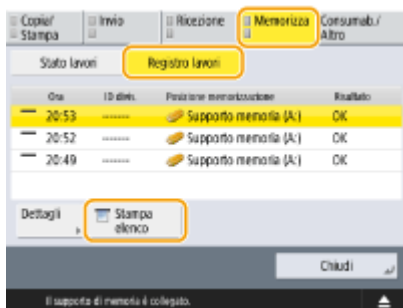 Copia/
Stampa
Invio
Ricezione
Memorizza
Consumab./
Altro
Stato lavori
Registro lavori
Ora
ID divis.
Posizione memorizzazione
Risultato
20:53 ------- Supporto memoria (A:) OK
20:52 ------- Supporto memoria (A:) OK
20:49 ------- Supporto memoria (A:) OK
Dettagli
Stampa
elenco
Chiudi
Il supporto di memoria è collegato.